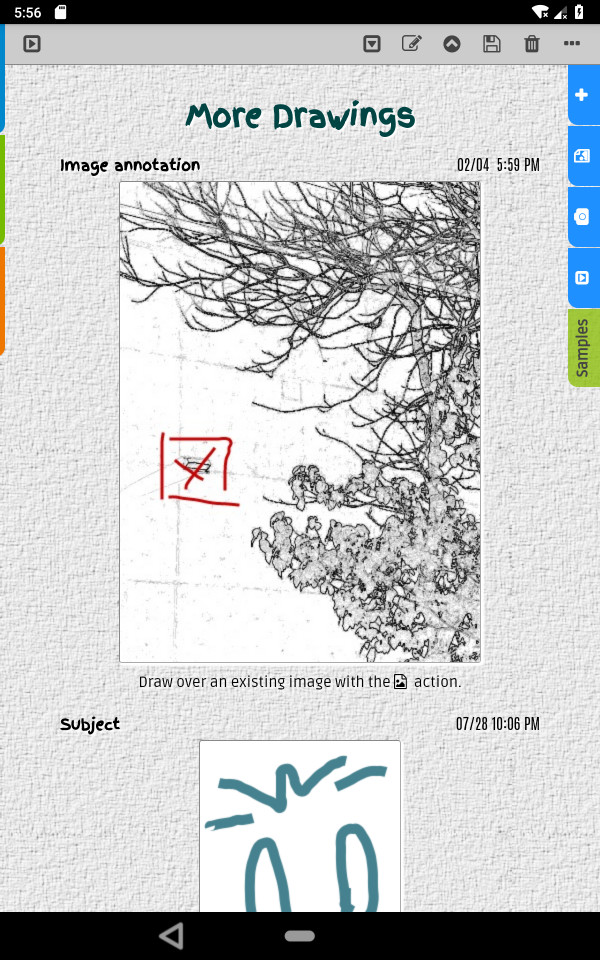 5:56
More Drawings
Image annotation
02/04 5:59 PM
Samples
Draw over an existing image with the action.
Subject
07/28 10:06 PM